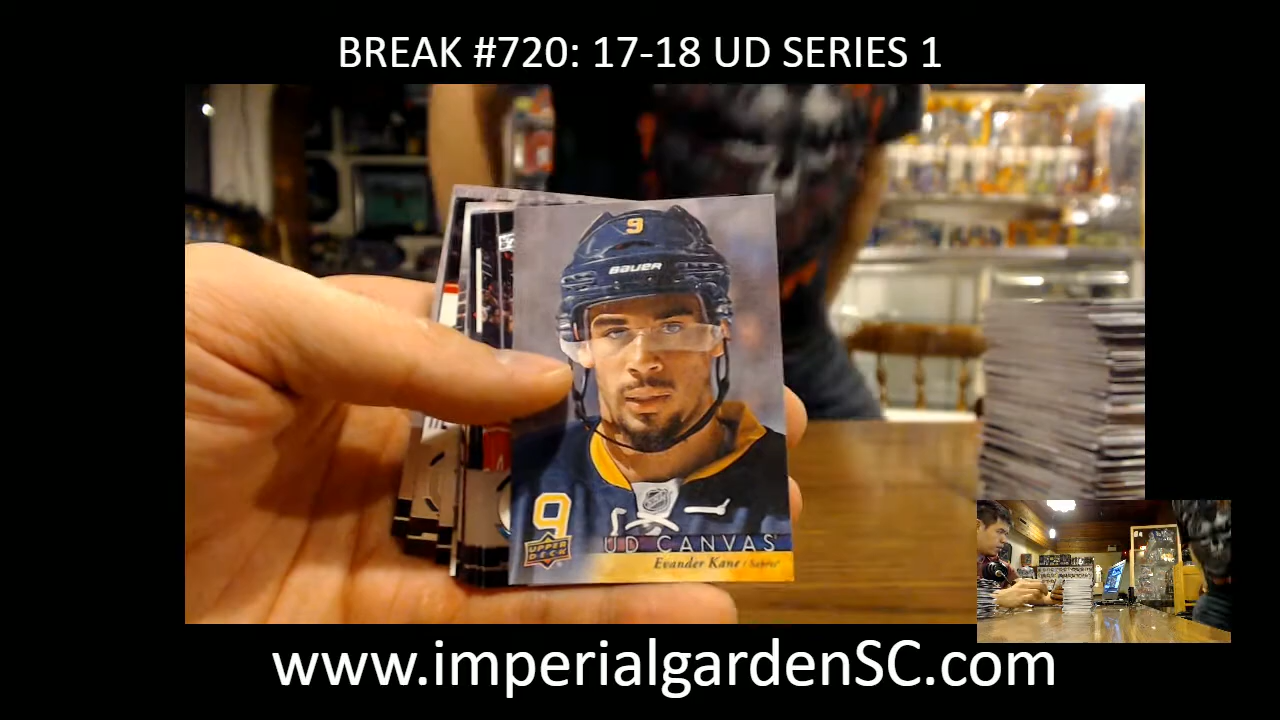 BREAK #720: 17-18 UD SERIES 1
9
BAUER
9
UPPER
DECK
UD CANVAS
Evander Kane / Sabres
www.imperialgardenSC.com